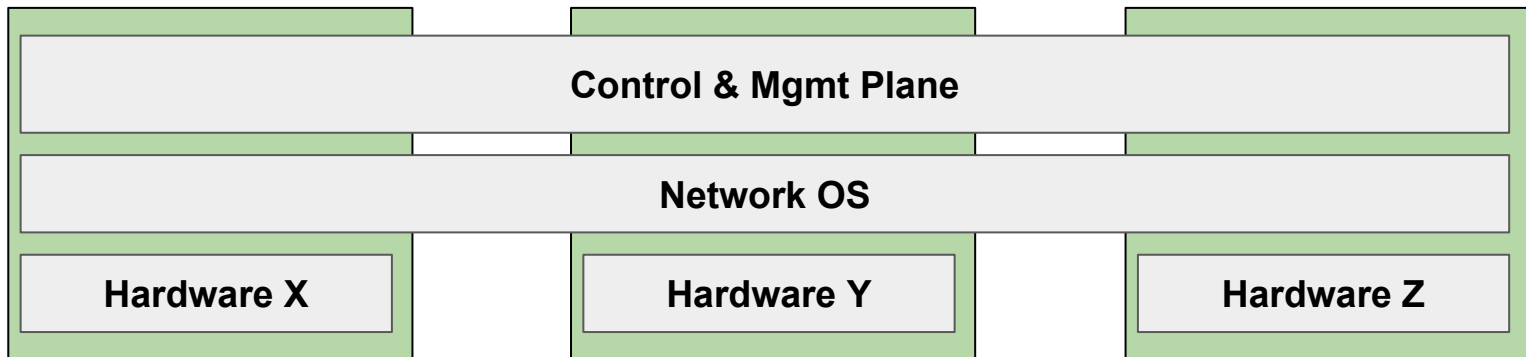 Control & Mgmt Plane
Network OS
Hardware X
Hardware Y
Hardware Z